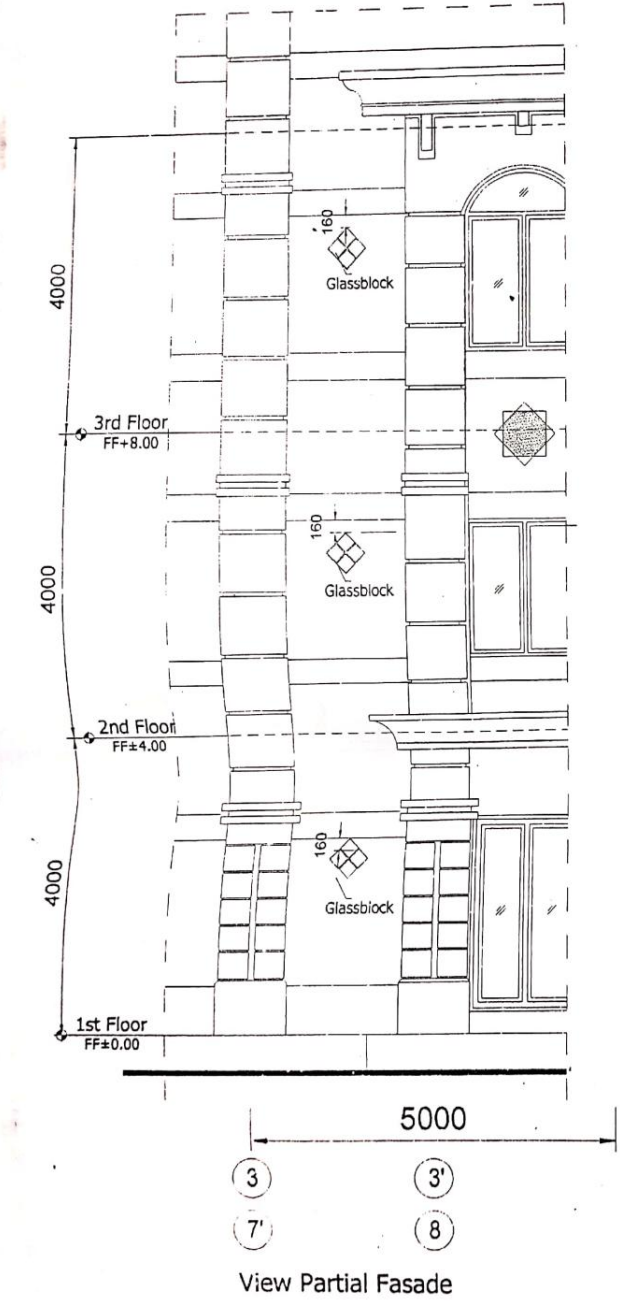 160
Glassblock
4000
3rd Floor
FF+8.00
160
Glassblock
4000
2nd Floor
FF±4.00
160
Glassblock
4000
1st Floor
FF±0.00
5000
3
3'
7'
8
View Partial Fasade